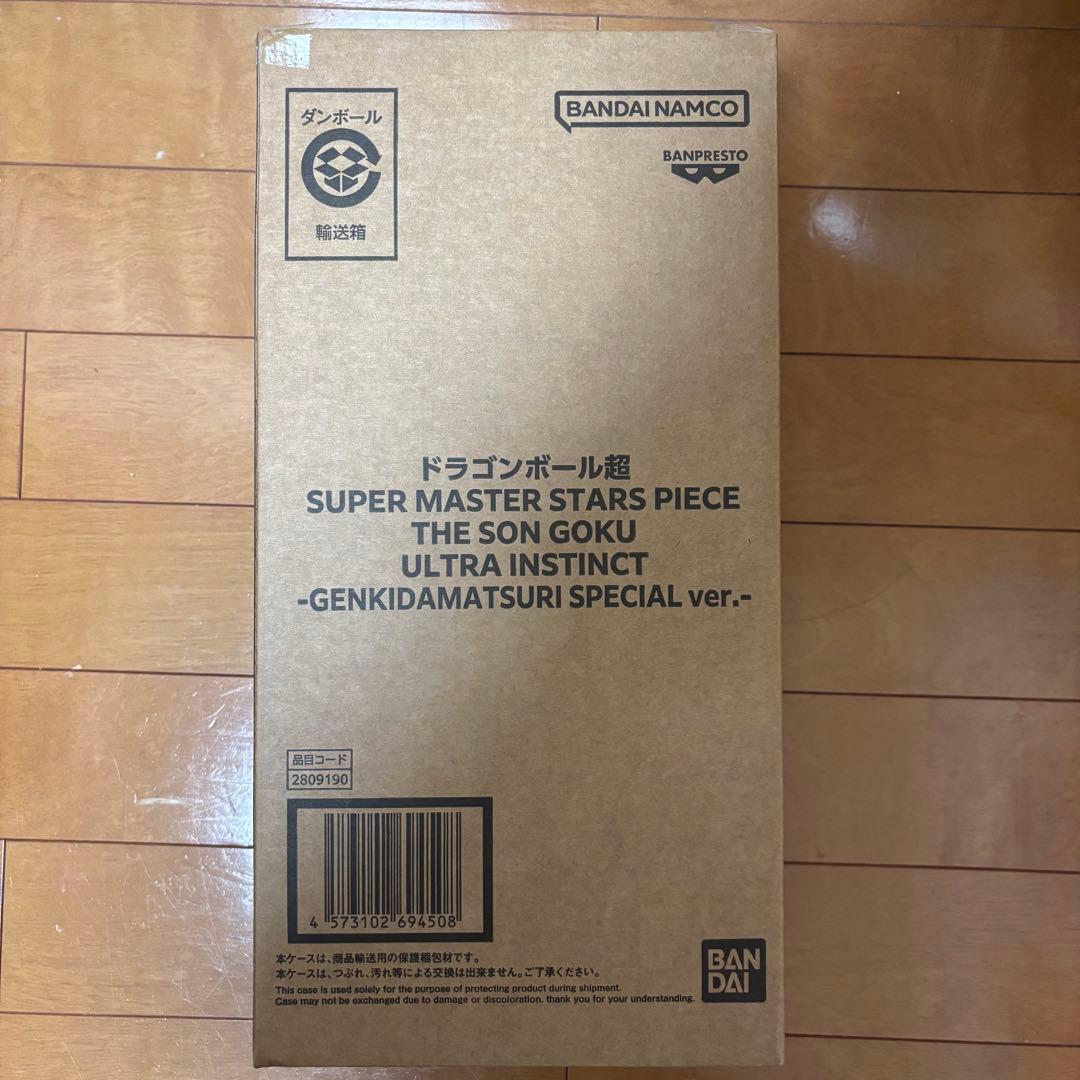 ダンボール
輸送箱
BANDAI NAMCO
BANPRESTO
ドラゴンボール超
SUPER MASTER STARS PIECE
THE SON GOKU
ULTRA INSTINCT
-GENKIDAMATSURI SPECIAL ver.-
品目コード
2809190
4 573102 694508
本ケースは、商品輸送用の保護梱包材です。
本ケースは、つぶれ、汚れ等による交換は出来ません。ご了承ください。
This case is used solely for the purpose of protecting product during shipment.
Case may not be exchanged due to damage or discoloration. thank you for your understanding.
BAN
DAI